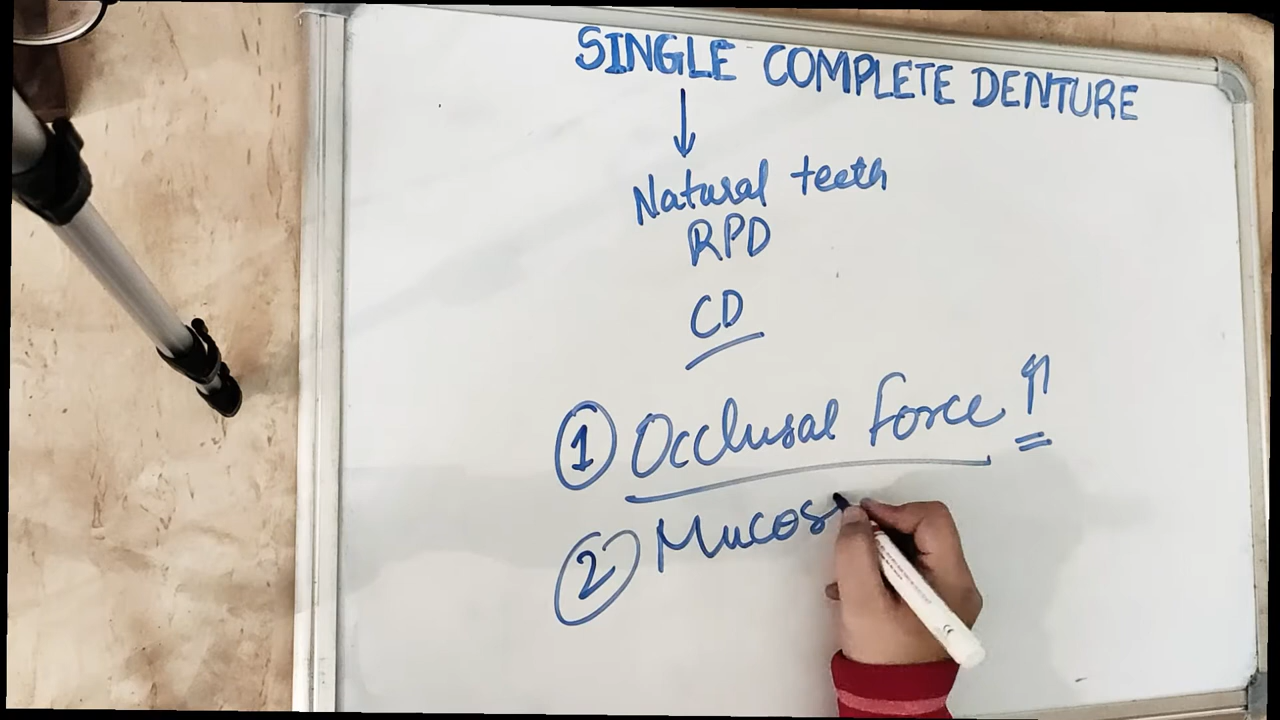 SINGLE COMPLETE DENTURE
↓
Natural teeth
RPD
CD
① Occlusal force ↑
② Mucos